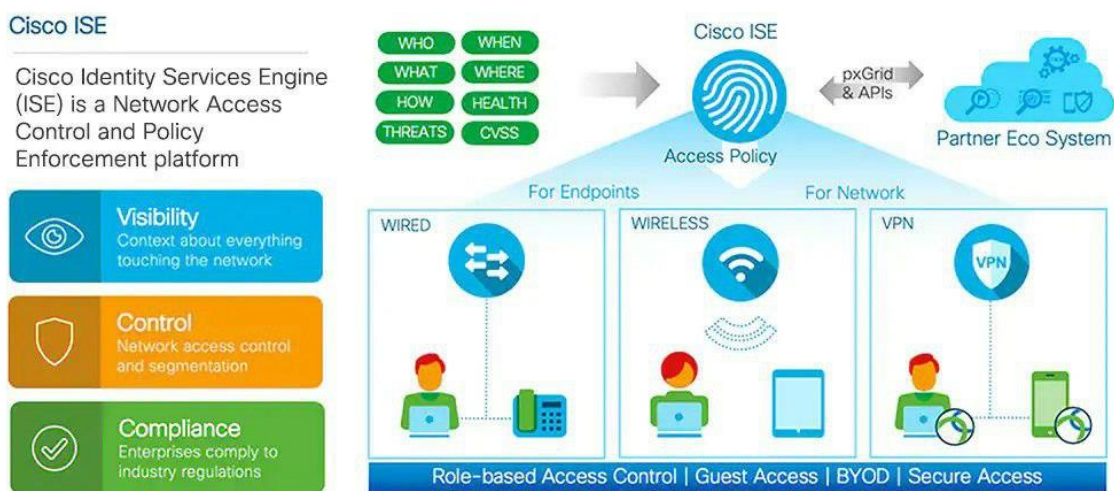 Cisco ISE
Cisco Identity Services Engine
(ISE) is a Network Access
Control and Policy
Enforcement platform
Visibility
Context about everything
touching the network
Control
Network access control
and segmentation
Compliance
Enterprises comply to
industry regulations
WHO
WHEN
WHAT
WHERE
HOW
HEALTH
THREATS
CVSS
Cisco ISE
Access Policy
pxGrid
& APIs
Partner Eco System
For Endpoints
For Network
WIRED
WIRELESS
VPN
VPN
Role-based Access Control | Guest Access | BYOD | Secure Access